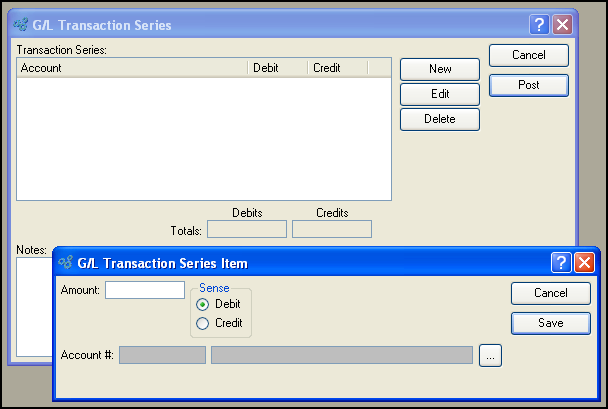 G/L Transaction Series
Transaction Series:
Account Debit Credit
New
Edit
Delete
Cancel
Post
Debits Credits
Totals:
Notes:
G/L Transaction Series Item
Amount:
Sense
Debit
Credit
Cancel
Save
Account #:
...